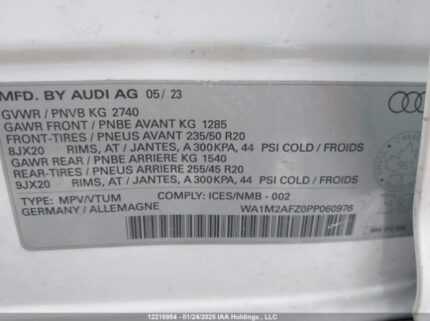 MFD. BY AUDI AG 05/ 23
GVWR / PNVB KG 2740
GAWR FRONT / PNBE AVANT KG 1285
FRONT-TIRES / PNEUS AVANT 235/50 R20
8JX20 RIMS, AT / JANTES, A 300KPA, 44 PSI COLD / FROIDS
GAWR REAR / PNBE ARRIERE KG 1540
REAR-TIRES / PNEUS ARRIERE 255/45 R20
9JX20 RIMS, AT / JANTES, A 300KPA, 44 PSI COLD / FROIDS
TYPE: MPV/VTUM COMPLY: ICES/NMB - 002
GERMANY / ALLEMAGNE WA1M2AFZ0PP060976
12216954 - 01/24/2025 IAA Holdings, LLC.